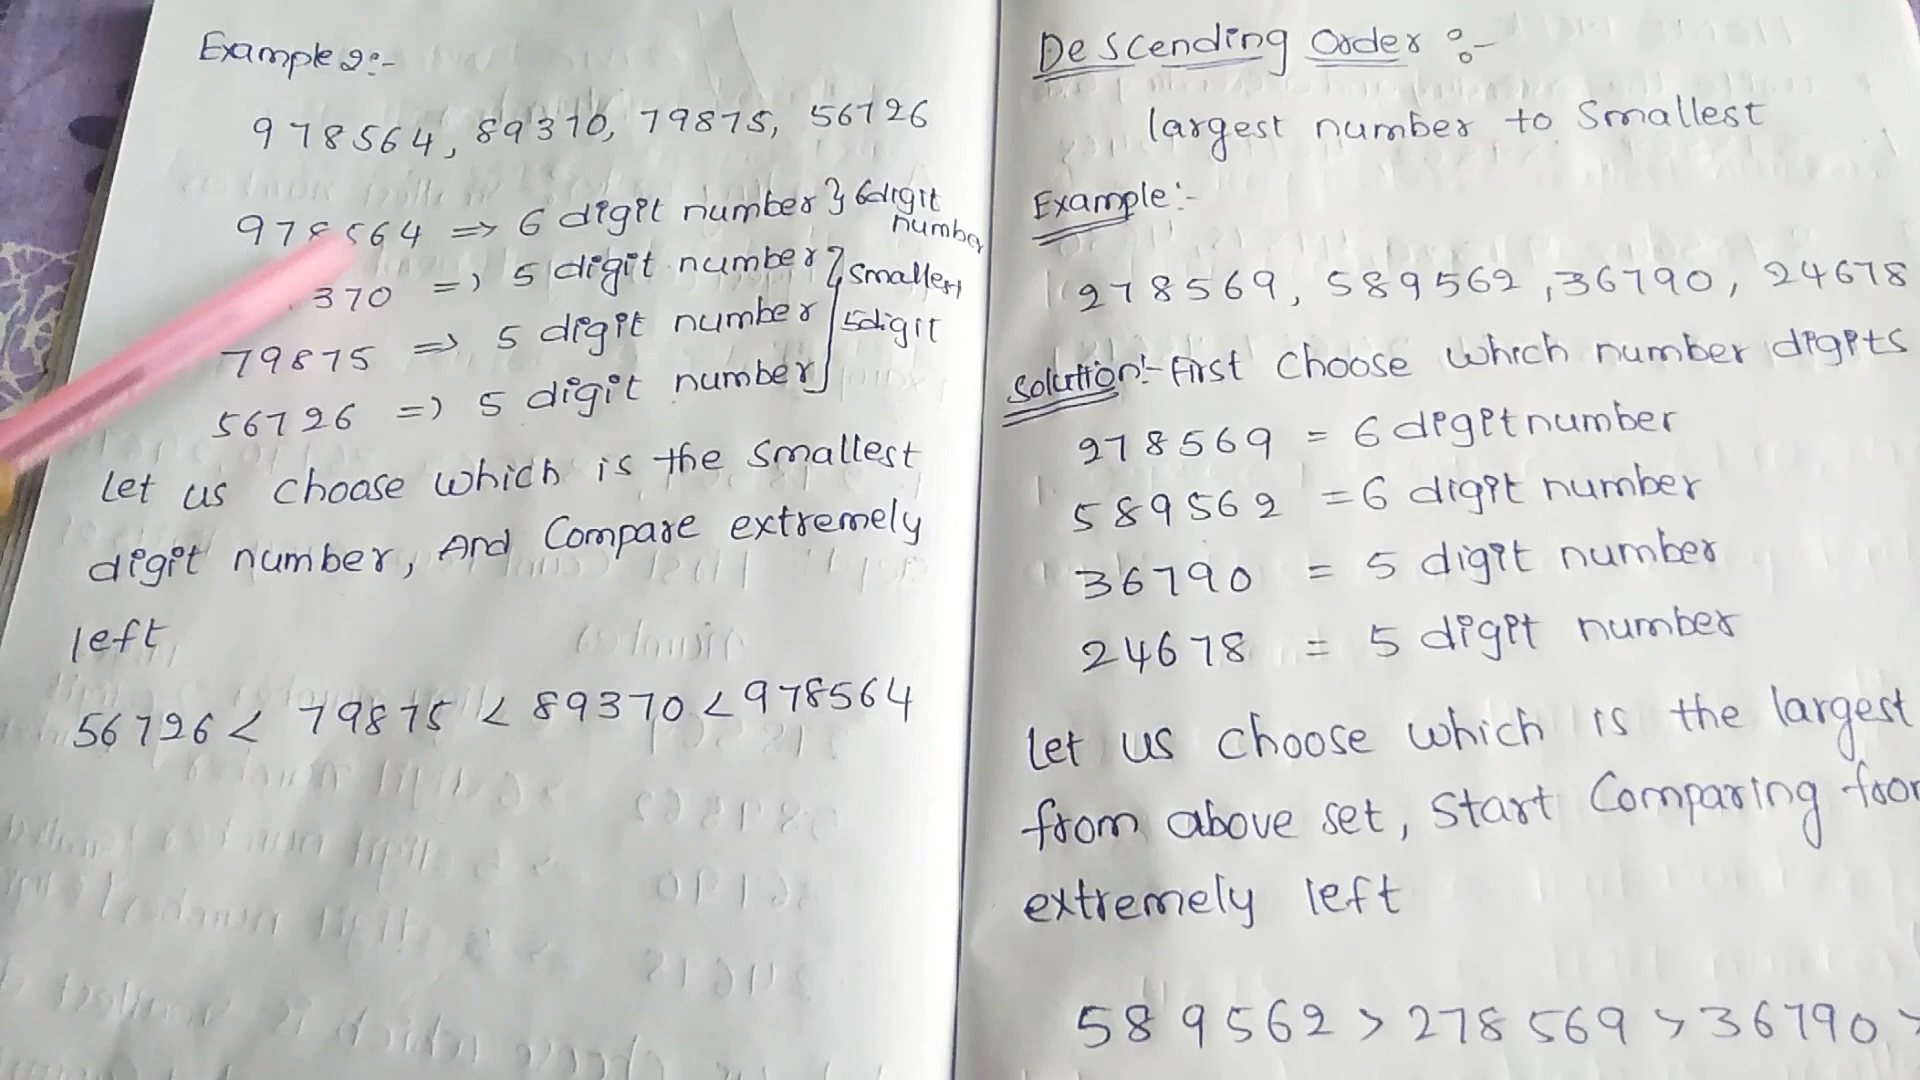 Example 2:-
978564, 89370, 79875, 56726
978564 => 6 digit number } 6digit number
370 => 5 digit number } smallest
79875 => 5 digit number 5digit
56726 => 5 digit number
Let us choose which is the smallest
digit number, And Compare extremely
left
56726 < 79875 < 89370 < 978564
Descending Order :-
largest number to Smallest
Example:-
278569, 589562, 36790, 24678
Solution:- First choose which number digits
278569 = 6 digit number
589562 = 6 digit number
36790 = 5 digit number
24678 = 5 digit number
Let us choose which is the largest
from above set, Start Comparing from
extremely left
589562 > 278569 > 36790 >